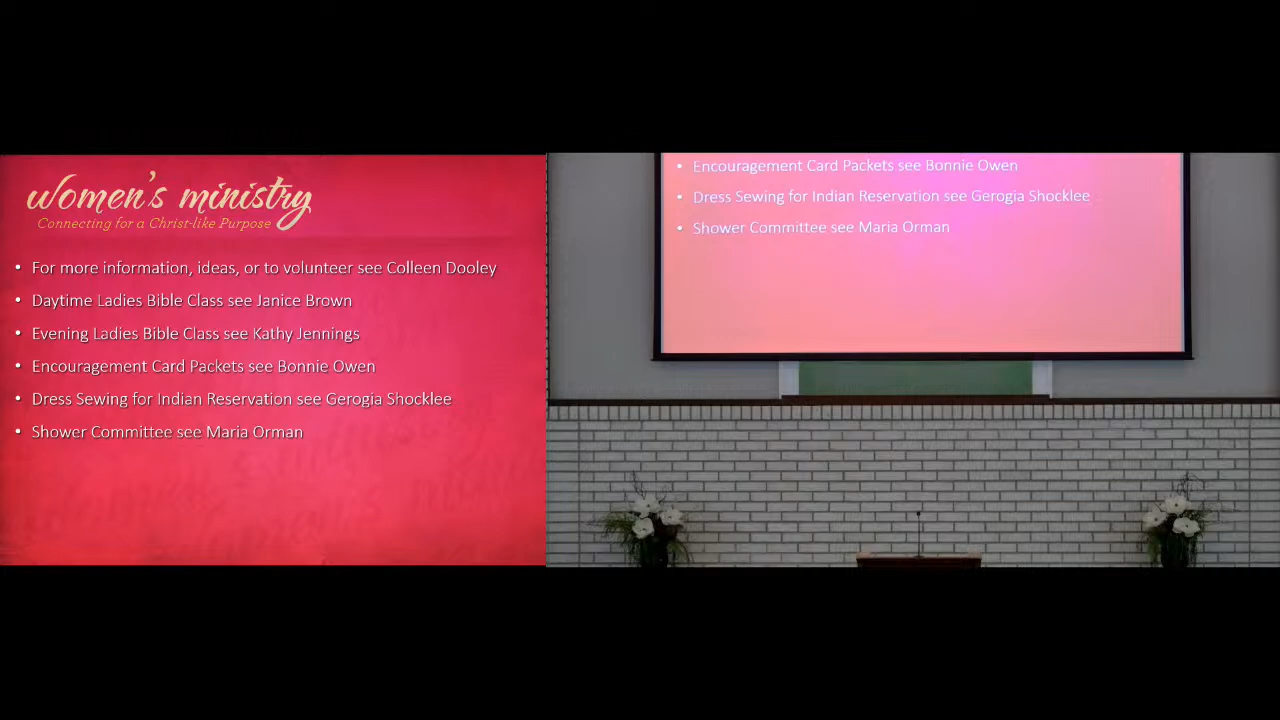 women's ministry
Connecting for a Christ-like Purpose
• For more information, ideas, or to volunteer see Colleen Dooley
• Daytime Ladies Bible Class see Janice Brown
• Evening Ladies Bible Class see Kathy Jennings
• Encouragement Card Packets see Bonnie Owen
• Dress Sewing for Indian Reservation see Gerogia Shocklee
• Shower Committee see Maria Orman
• Encouragement Card Packets see Bonnie Owen
• Dress Sewing for Indian Reservation see Gerogia Shocklee
• Shower Committee see Maria Orman